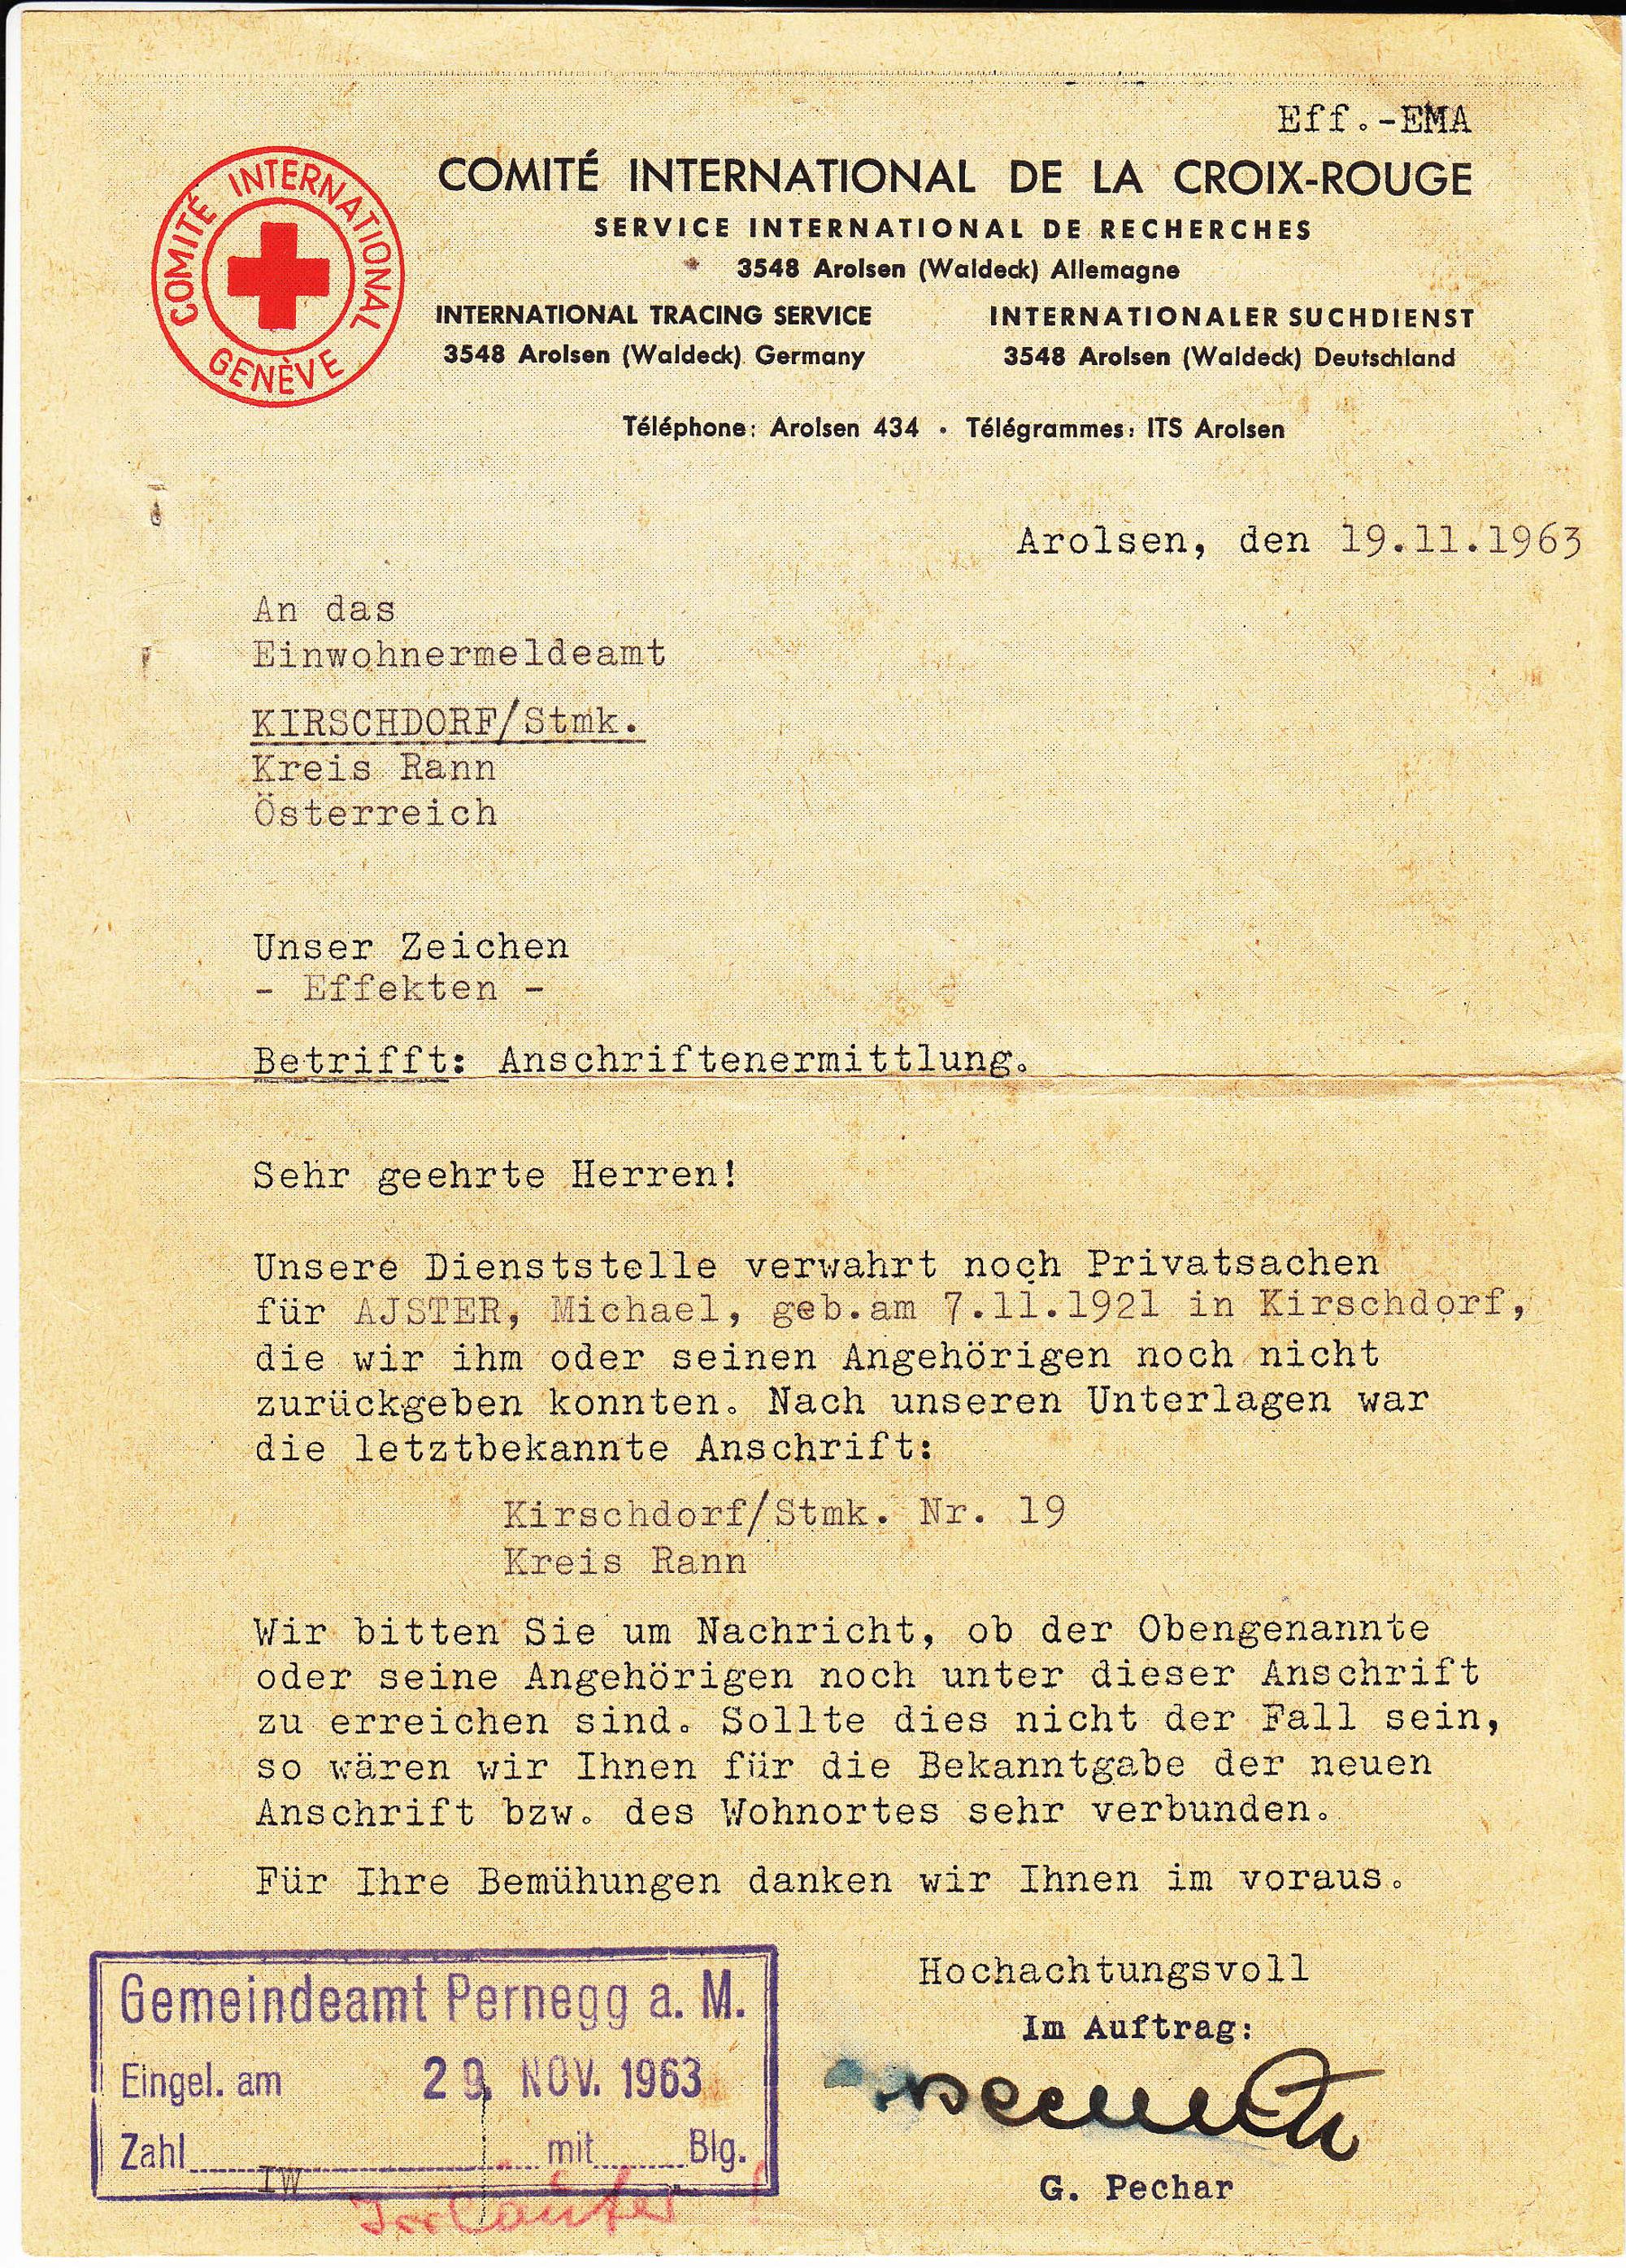 Eff.-EMA
COMITÉ INTERNATIONAL
GENÈVE
COMITÉ INTERNATIONAL DE LA CROIX-ROUGE
SERVICE INTERNATIONAL DE RECHERCHES
3548 Arolsen (Waldeck) Allemagne
INTERNATIONAL TRACING SERVICE
3548 Arolsen (Waldeck) Germany
INTERNATIONALER SUCHDIENST
3548 Arolsen (Waldeck) Deutschland
Téléphone: Arolsen 434 · Télégrammes: ITS Arolsen
Arolsen, den 19.11.1963
An das
Einwohnermeldeamt
KIRSCHDORF/Stmk.
Kreis Rann
Österreich
Unser Zeichen
- Effekten -
Betrifft: Anschriftenermittlung.
Sehr geehrte Herren!
Unsere Dienststelle verwahrt noch Privatsachen
für AJSTER, Michael, geb.am 7.11.1921 in Kirschdorf,
die wir ihm oder seinen Angehörigen noch nicht
zurückgeben konnten. Nach unseren Unterlagen war
die letztbekannte Anschrift:
Kirschdorf/Stmk. Nr. 19
Kreis Rann
Wir bitten Sie um Nachricht, ob der Obengenannte
oder seine Angehörigen noch unter dieser Anschrift
zu erreichen sind. Sollte dies nicht der Fall sein,
so wären wir Ihnen für die Bekanntgabe der neuen
Anschrift bzw. des Wohnortes sehr verbunden.
Für Ihre Bemühungen danken wir Ihnen im voraus.
Hochachtungsvoll
Im Auftrag:
G. Pechar
Gemeindeamt Pernegg a. M.
Eingel. am 29. NOV. 1963
Zahl mit Blg.
IW
Irrläufer !